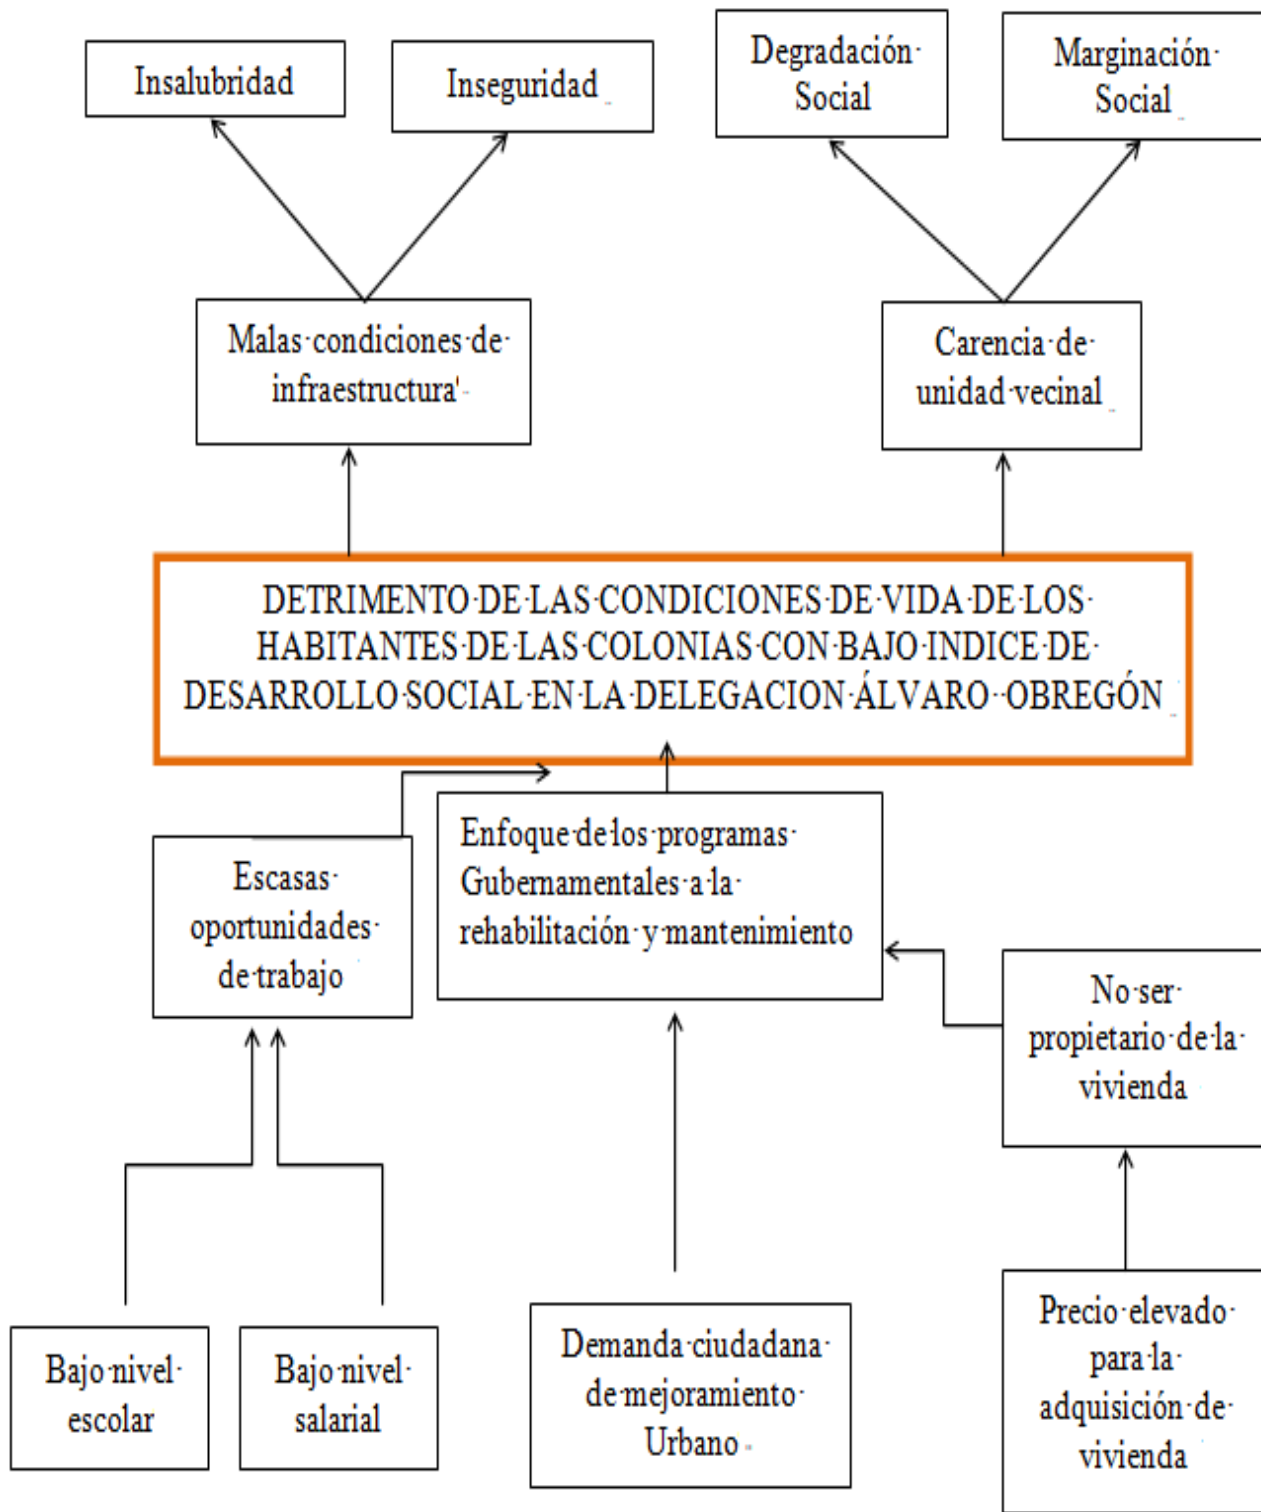 Insalubridad
Inseguridad
Degradación
Social
Marginación
Social
Malas condiciones de
infraestructura'
Carencia de
unidad vecinal
DETRIMENTO DE LAS CONDICIONES DE VIDA DE LOS
HABITANTES DE LAS COLONIAS CON BAJO INDICE DE
DESARROLLO SOCIAL EN LA DELEGACION ÁLVARO OBREGÓN
Escasas
oportunidades
de trabajo
Enfoque de los programas
Gubernamentales a la
rehabilitación y mantenimiento
No ser
propietario de la
vivienda
Bajo nivel
escolar
Bajo nivel
salarial
Demanda ciudadana
de mejoramiento
Urbano
Precio elevado
para la
adquisición de
vivienda